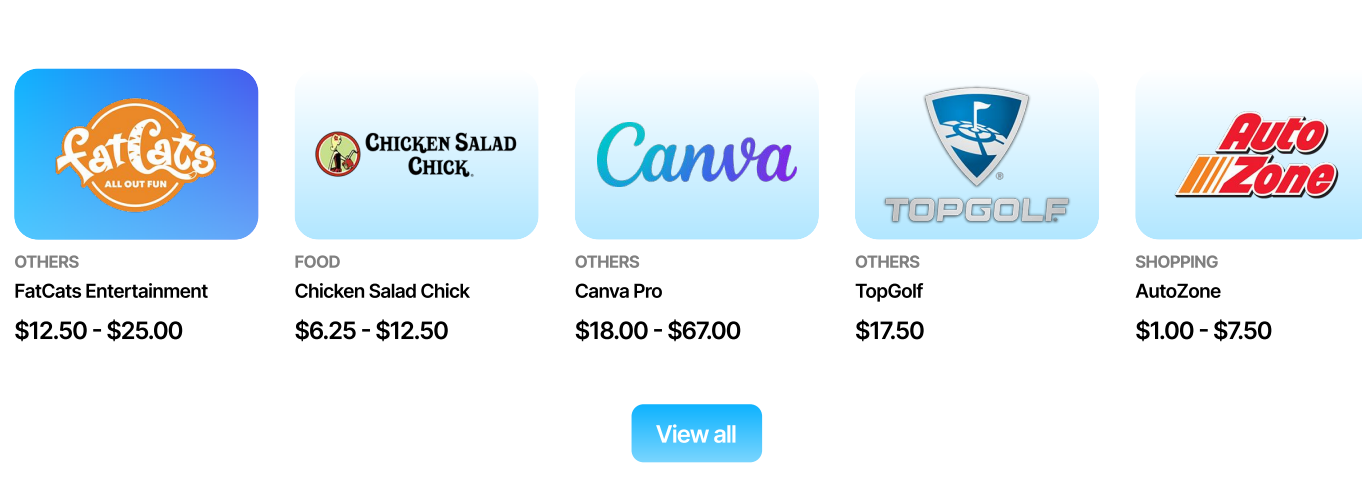 fatCats
ALL OUT FUN
OTHERS
FatCats Entertainment
$12.50 - $25.00
CHICKEN SALAD
CHICK.
FOOD
Chicken Salad Chick
$6.25 - $12.50
Canva
OTHERS
Canva Pro
$18.00 - $67.00
®
TOPGOLF
OTHERS
TopGolf
$17.50
Auto
Zone
SHOPPING
AutoZone
$1.00 - $7.50
View all